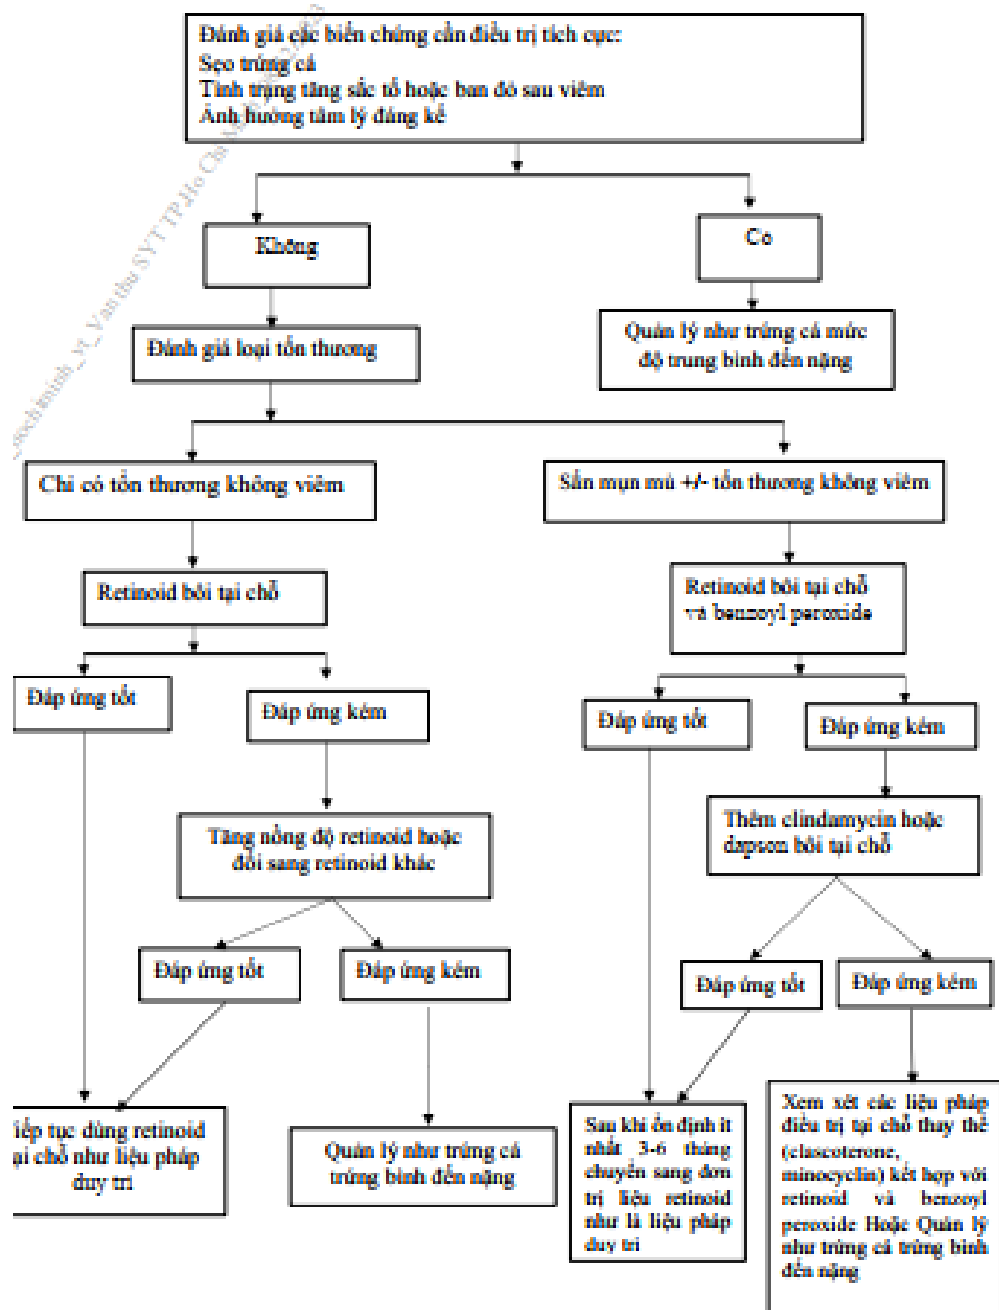 Đánh giá các biến chứng cần điều trị tích cực:
Sẹo trứng cá
Tình trạng tăng sắc tố hoặc ban đỏ sau viêm
Ảnh hưởng tâm lý đáng kể
Không
Có
Đánh giá loại tổn thương
Quản lý như trứng cá mức
độ trung bình đến nặng
Chỉ có tổn thương không viêm
Sẩn mụn mủ +/- tổn thương không viêm
Retinoid bôi tại chỗ
Retinoid bôi tại chỗ
và benzoyl peroxide
Đáp ứng tốt
Đáp ứng kém
Đáp ứng tốt
Đáp ứng kém
Tăng nồng độ retinoid hoặc
đổi sang retinoid khác
Thêm clindamycin hoặc
dapson bôi tại chỗ
Đáp ứng tốt
Đáp ứng kém
Đáp ứng tốt
Đáp ứng kém
iếp tục dùng retinoid
ại chỗ như liệu pháp
duy trì
Quản lý như trứng cá
trứng bình đến nặng
Sau khi ổn định ít
nhất 3-6 tháng
chuyển sang đơn
trị liệu retinoid
như là liệu pháp
duy trì
Xem xét các liệu pháp
điều trị tại chỗ thay thế
(clascoterone,
minocyclin) kết hợp với
retinoid và benzoyl
peroxide Hoặc Quản lý
như trứng cá trứng bình
đến nặng
ochiminh_yt_Van thu SYT TP.Ho Chi